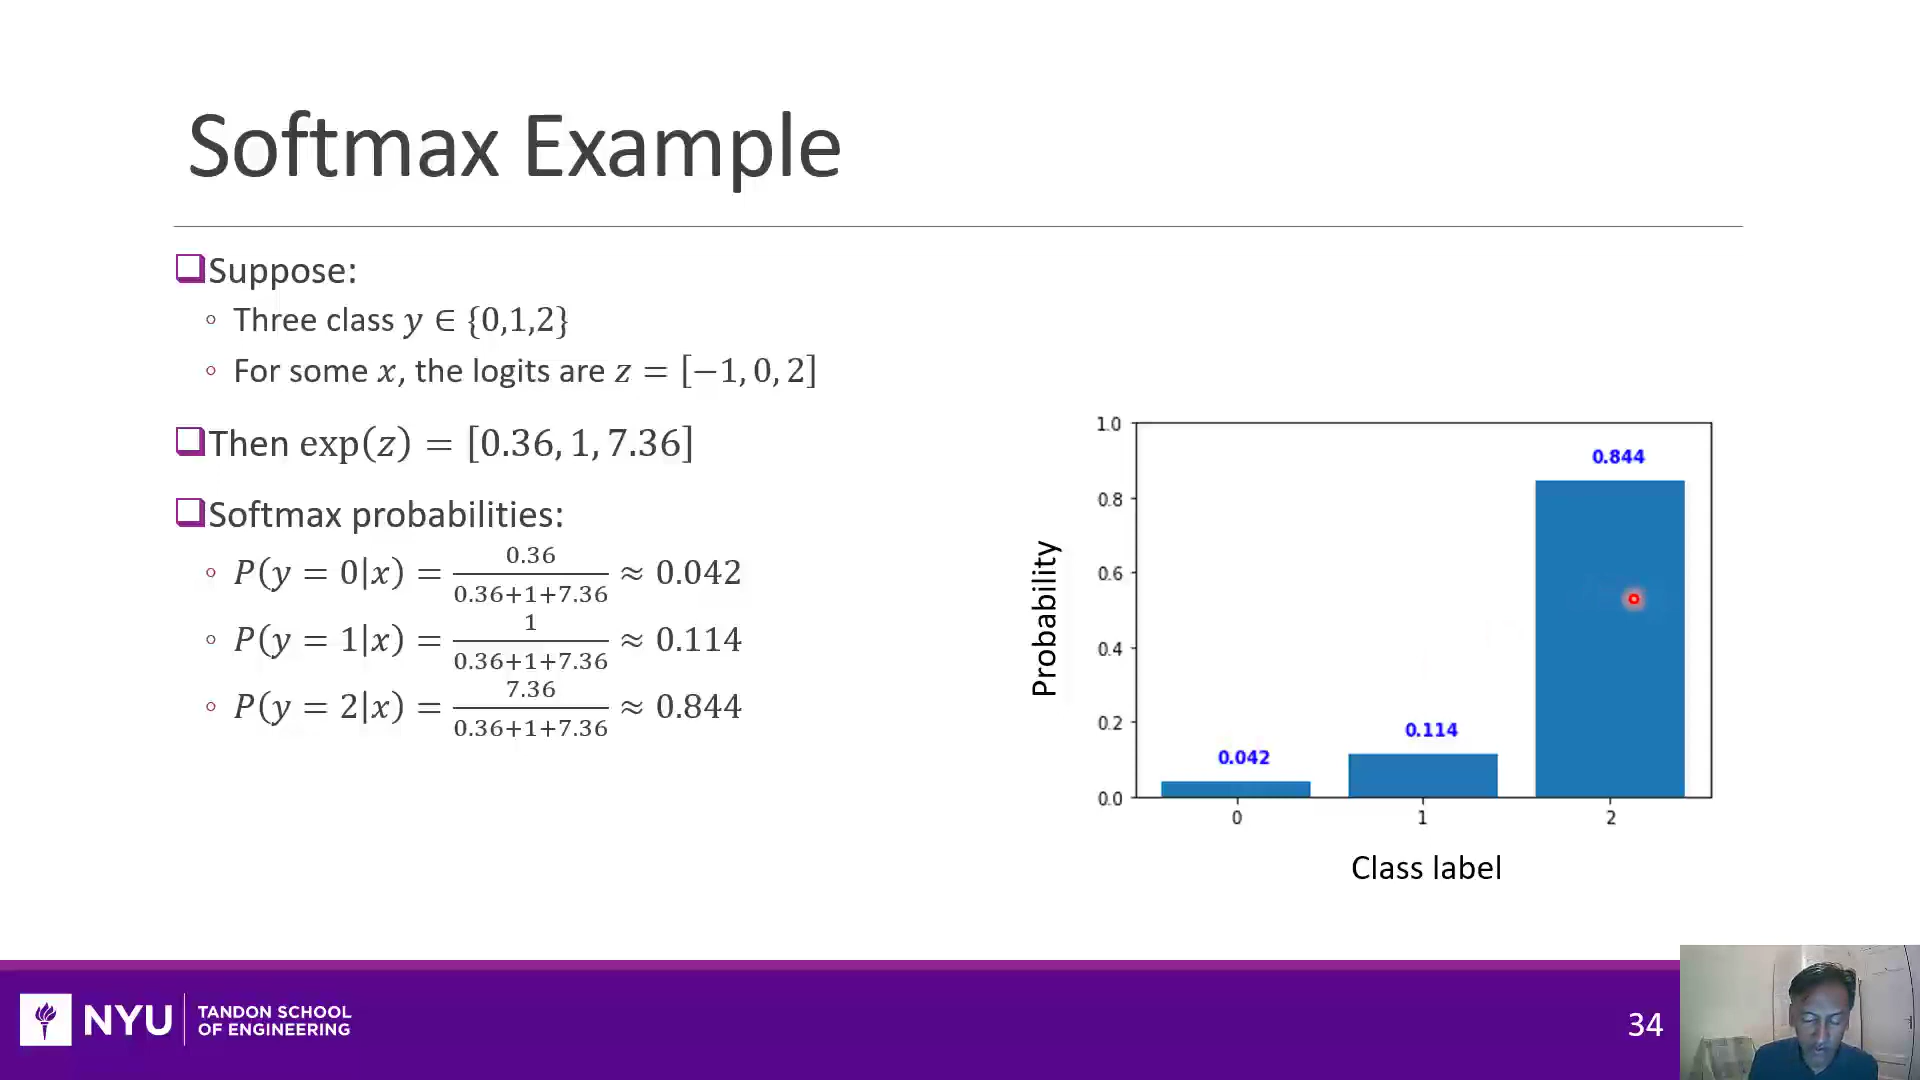 Softmax Example
❑Suppose:
◦ Three class y ∈ {0,1,2}
◦ For some x, the logits are z = [−1, 0, 2]
❑Then exp(z) = [0.36, 1, 7.36]
❑Softmax probabilities:
◦ P(y = 0|x) = 0.36/(0.36+1+7.36) ≈ 0.042
◦ P(y = 1|x) = 1/(0.36+1+7.36) ≈ 0.114
◦ P(y = 2|x) = 7.36/(0.36+1+7.36) ≈ 0.844
Probability
1.0
0.8
0.6
0.4
0.2
0.0
0.042
0.114
0.844
0 1 2
Class label
NYU
TANDON SCHOOL
OF ENGINEERING
34